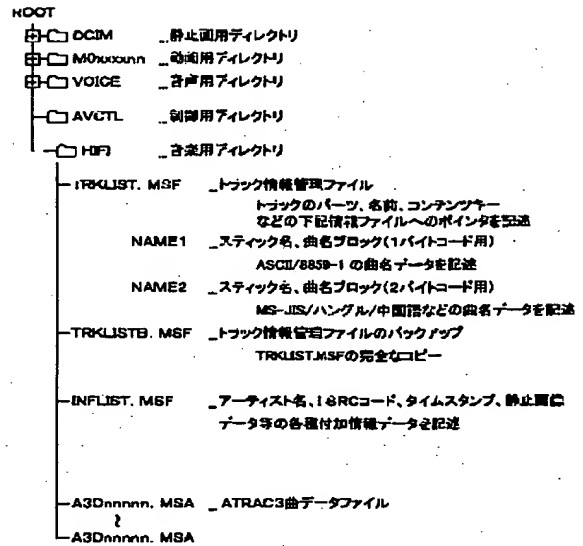 ROOT
DCIM _静止画用ディレクトリ
M0xxxxnn _動画用ディレクトリ
VOICE _音声用ディレクトリ
AVCTL _制御用ディレクトリ
HIFI _音楽用ディレクトリ
TRKLIST. MSF _トラック情報管理ファイル
トラックのパーツ、名前、コンテンツキー
などの下記情報ファイルへのポインタを記述
NAME1 _スティック名、曲名ブロック(1バイトコード用)
ASCII/8859-1 の曲名データを記述
NAME2 _スティック名、曲名ブロック(2バイトコード用)
MS-JIS/ハングル/中国語などの曲名データを記述
TRKLISTB. MSF _トラック情報管理ファイルのバックアップ
TRKLIST.MSFの完全なコピー
INFLIST. MSF _アーティスト名、ISRCコード、タイムスタンプ、静止画像
データ等の各種付加情報データを記述
A3Dnnnnn. MSA _ATRAC3曲データファイル
～
A3Dnnnnn. MSA